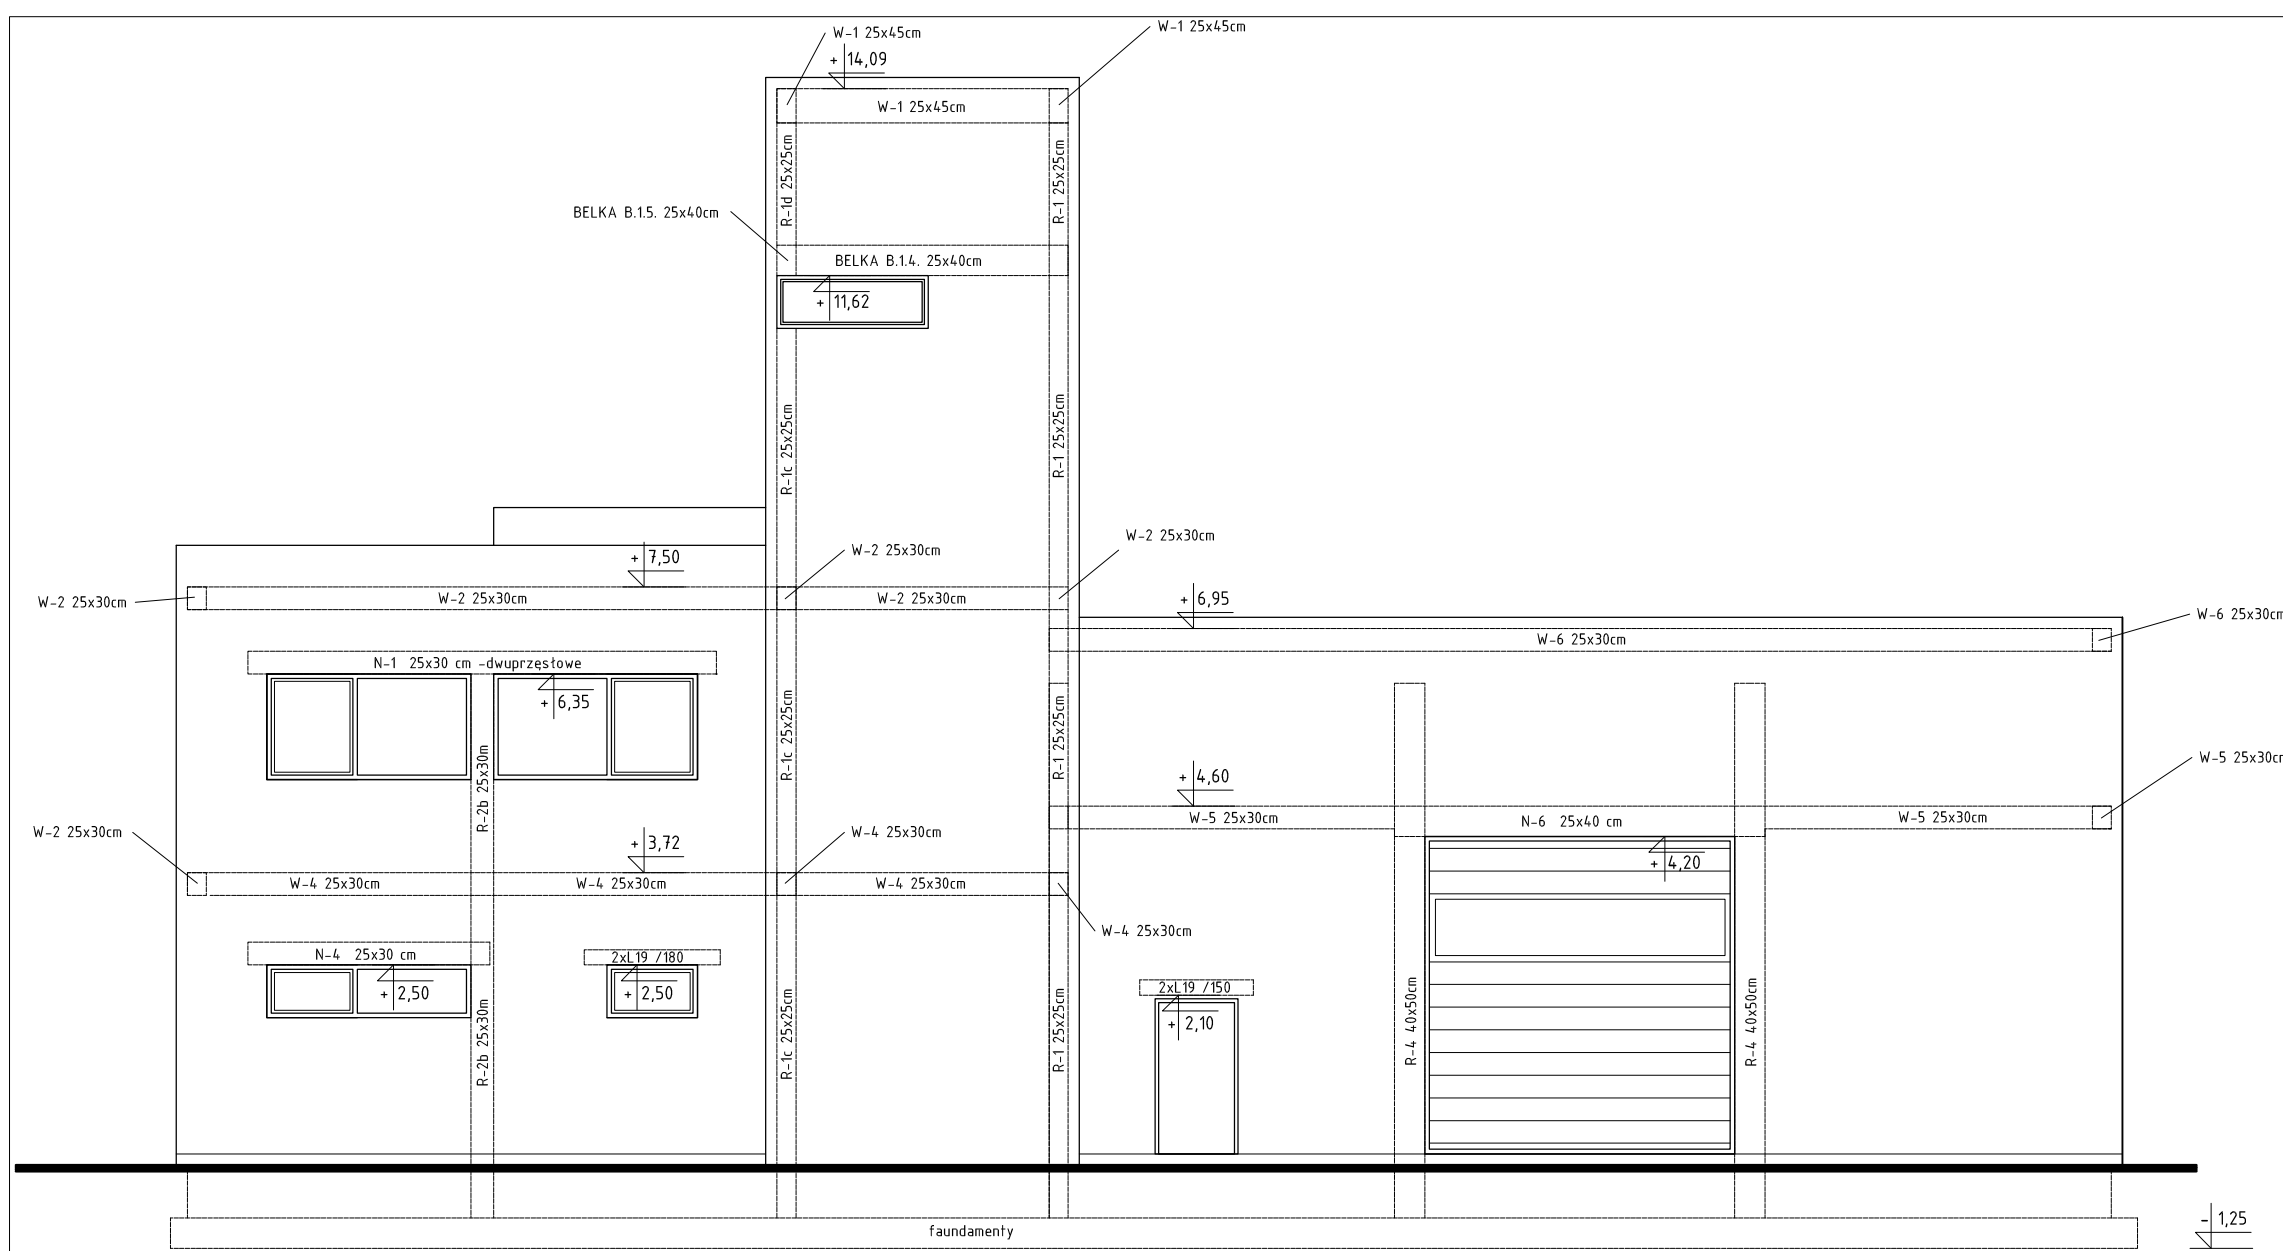 W-1 25x45cm
W-1 25x45cm
+ 14,09
W-1 25x45cm
R-1d 25x25cm
R-1 25x25cm
BELKA B.1.5. 25x40cm
BELKA B.1.4. 25x40cm
+ 11,62
R-1c 25x25cm
R-1 25x25cm
W-2 25x30cm
W-2 25x30cm
+ 7,50
W-2 25x30cm
W-2 25x30cm
W-2 25x30cm
+ 6,95
W-6 25x30cm
W-6 25x30cm
N-1 25x30 cm -dwuprzęsłowe
+ 6,35
R-2b 25x30m
R-1c 25x25cm
R-1 25x25cm
+ 4,60
W-5 25x30cm
W-5 25x30cm
N-6 25x40 cm
W-5 25x30cm
W-2 25x30cm
+ 3,72
W-4 25x30cm
W-4 25x30cm
W-4 25x30cm
W-4 25x30cm
+ 4,20
W-4 25x30cm
N-4 25x30 cm
2xL19 /180
+ 2,50
+ 2,50
2xL19 /150
+ 2,10
R-2b 25x30m
R-1c 25x25cm
R-1 25x25cm
R-4 40x50cm
R-4 40x50cm
faundamenty
- 1,25